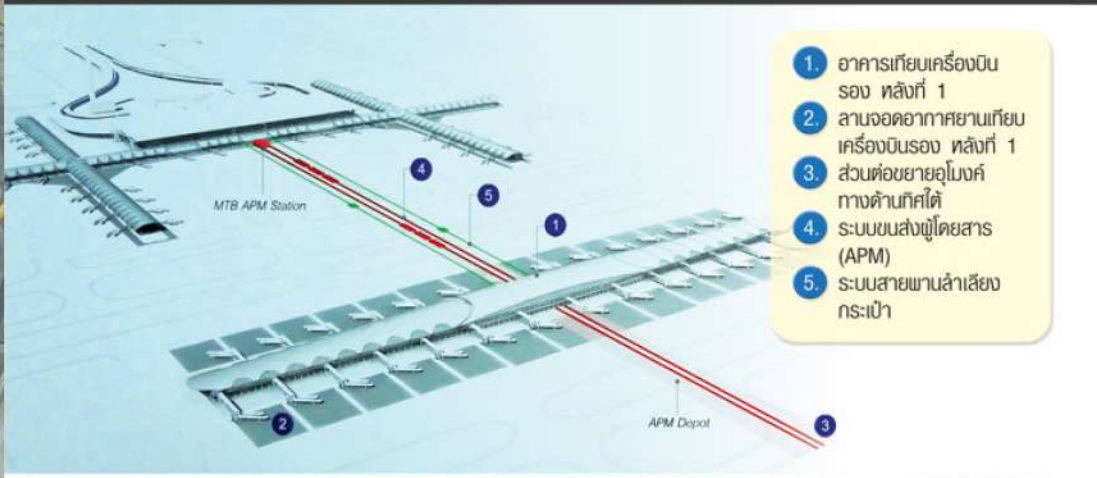 1. อาคารเทียบเครื่องบิน
รอง หลังที่ 1
2. ลานจอดอากาศยานเทียบ
เครื่องบินรอง หลังที่ 1
3. ส่วนต่อขยายอุโมงค์
ทางด้านทิศใต้
4. ระบบขนส่งผู้โดยสาร
(APM)
5. ระบบสายพานลำเลียง
กระเป๋า
4
5
1
MTB APM Station
2
APM Depot
3